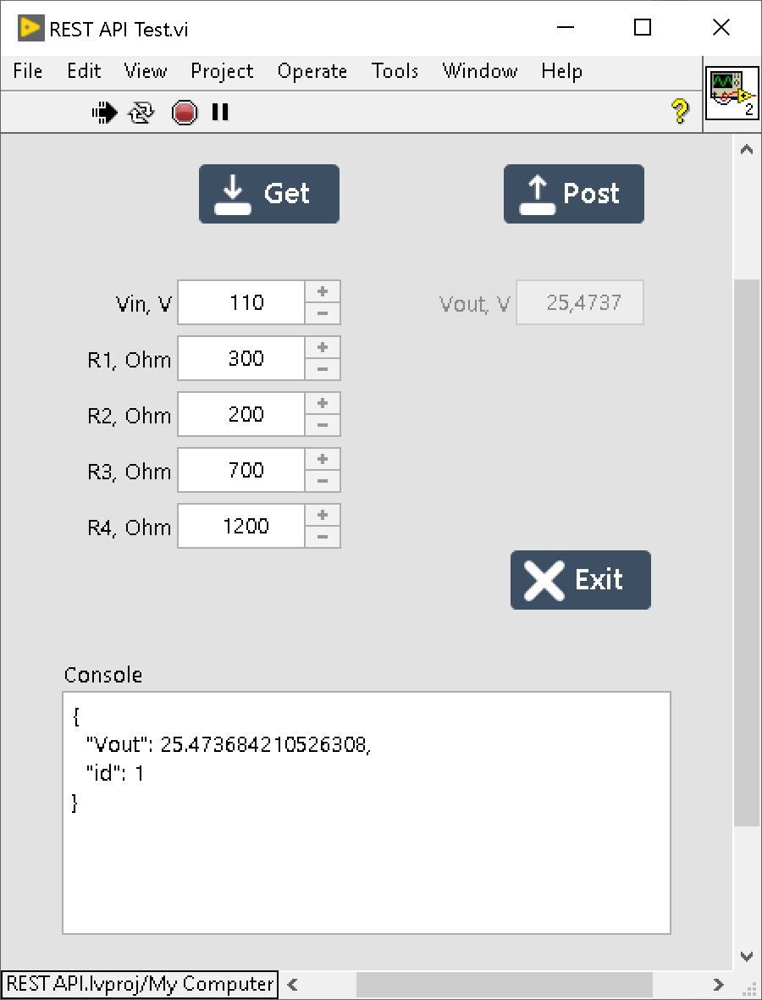 REST API Test.vi
File Edit View Project Operate Tools Window Help
2
Get Post
Vin, V 110 Vout, V 25,4737
R1, Ohm 300
R2, Ohm 200
R3, Ohm 700
R4, Ohm 1200
Exit
Console
{
"Vout": 25.473684210526308,
"id": 1
}
REST API.lvproj/My Computer